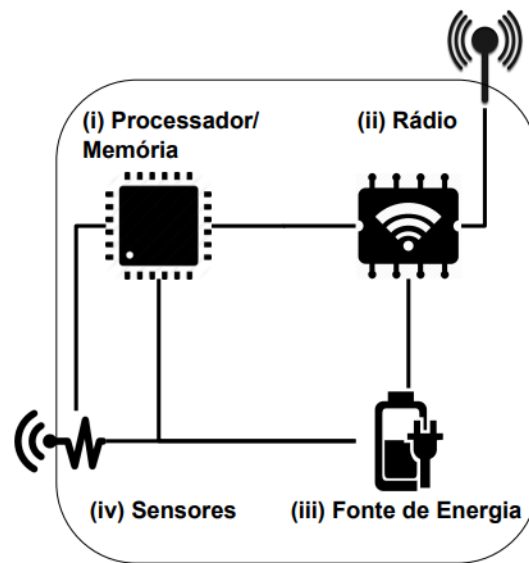 (i) Processador/
Memória
(ii) Rádio
(iv) Sensores
(iii) Fonte de Energia